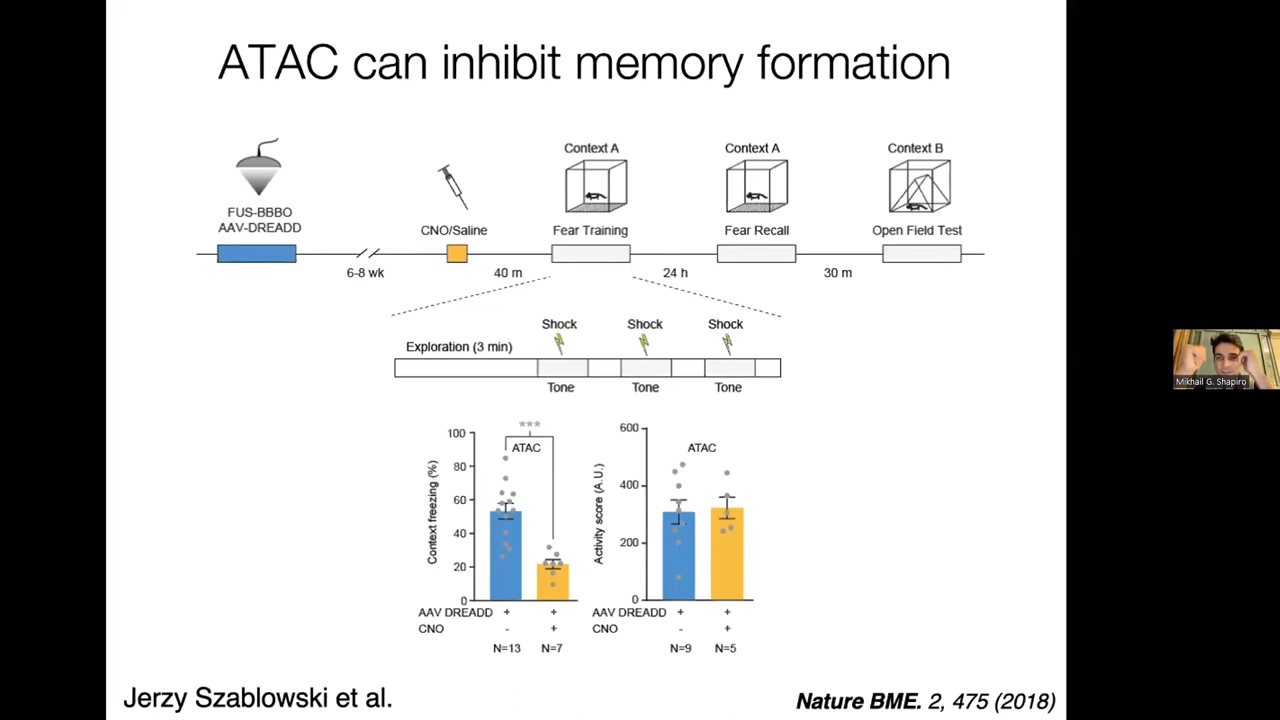 ATAC can inhibit memory formation
Context A
Context A
Context B
FUS-BBBO
AAV-DREADD
CNO/Saline
Fear Training
Fear Recall
Open Field Test
6-8 wk
40 m
24 h
30 m
Shock
Shock
Shock
Exploration (3 min)
Tone
Tone
Tone
Mikhail G. Shapiro
***
ATAC
100
80
60
40
20
0
Context freezing (%)
AAV DREADD + +
CNO - +
N=13 N=7
ATAC
600
400
200
0
Activity score (A.U.)
AAV DREADD + +
CNO - +
N=9 N=5
Jerzy Szablowski et al.
Nature BME. 2, 475 (2018)